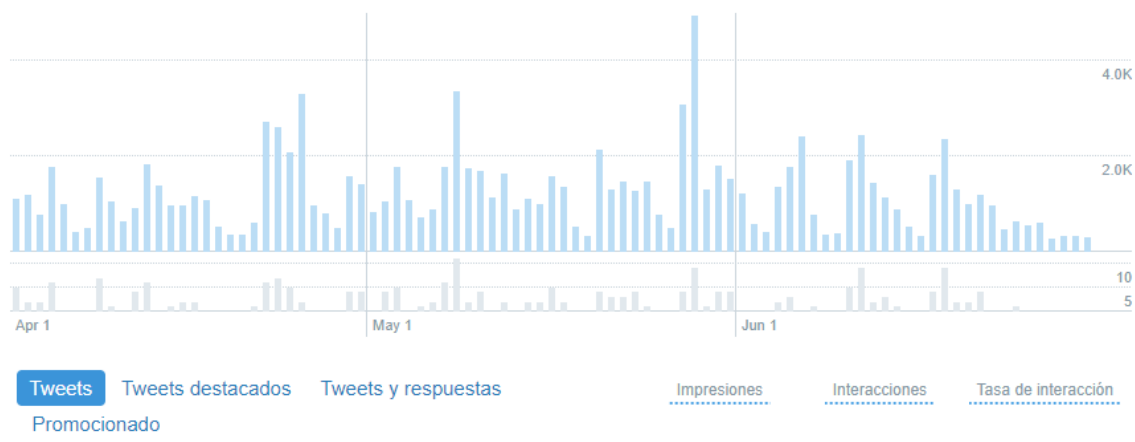 4.0K
2.0K
10
5
Apr 1 May 1 Jun 1
Tweets Tweets destacados Tweets y respuestas Impresiones Interacciones Tasa de interacción
Promocionado